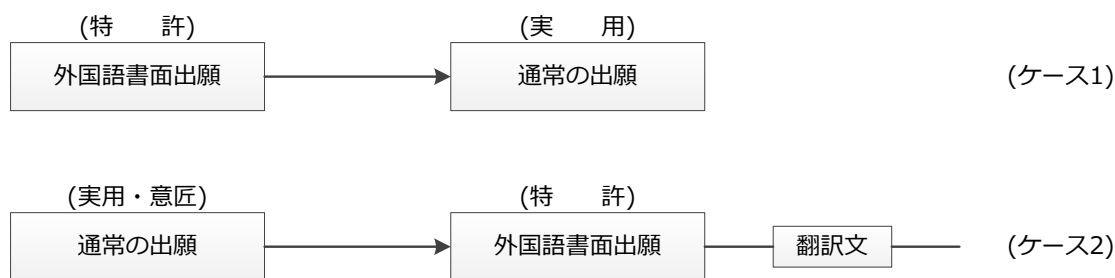 (特　　許) (実　　用)
外国語書面出願 通常の出願 (ケース1)
(実用・意匠) (特　　許)
通常の出願 外国語書面出願 翻訳文 (ケース2)